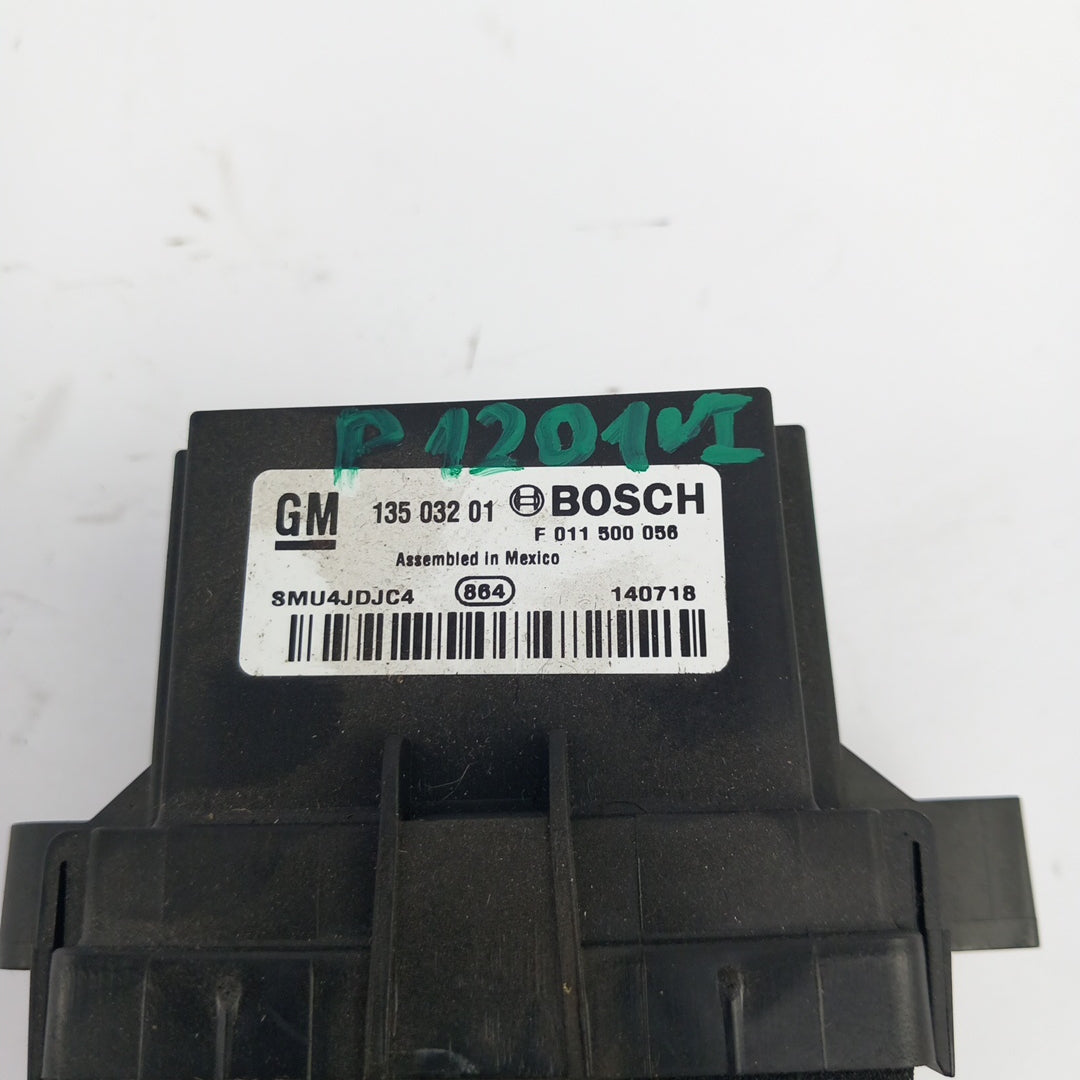 P1201VI
GM 135 032 01 BOSCH
F 011 500 056
Assembled in Mexico
SMU4JDJC4 864 140718